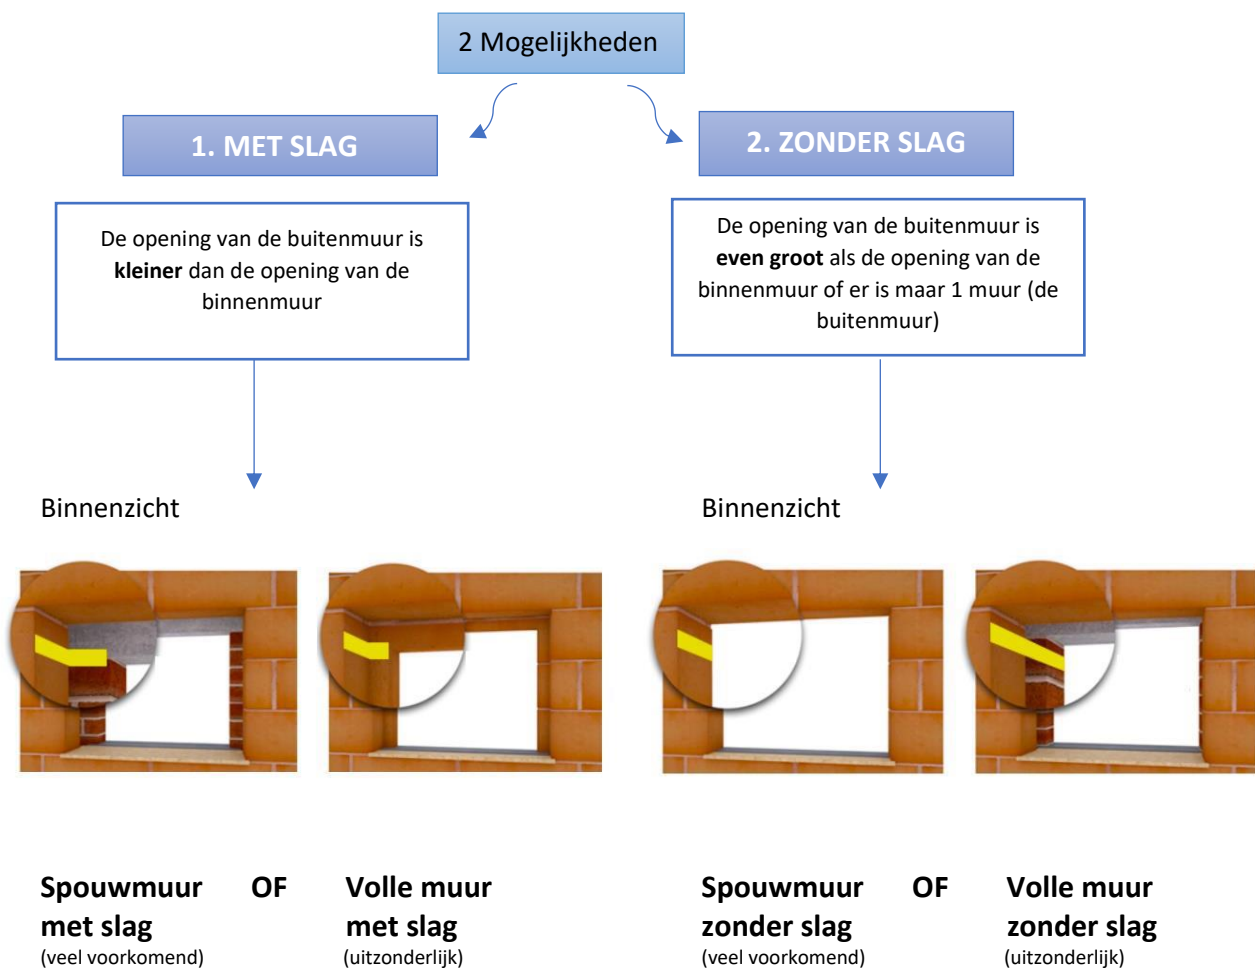 2 Mogelijkheden
1. MET SLAG
De opening van de buitenmuur is
kleiner dan de opening van de
binnenmuur
2. ZONDER SLAG
De opening van de buitenmuur is
even groot als de opening van de
binnenmuur of er is maar 1 muur (de
buitenmuur)
Binnenzicht
Binnenzicht
Spouwmuur OF Volle muur
met slag met slag
(veel voorkomend) (uitzonderlijk)
Spouwmuur OF Volle muur
zonder slag zonder slag
(veel voorkomend) (uitzonderlijk)